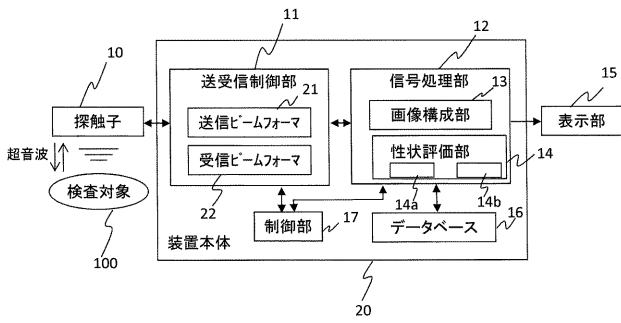 11
12
10
送受信制御部
21
信号処理部
13
15
探触子
送信ビームフォーマ
画像構成部
表示部
超音波
受信ビームフォーマ
性状評価部
14
検査対象
22
14a
14b
16
100
制御部
17
データベース
装置本体
20